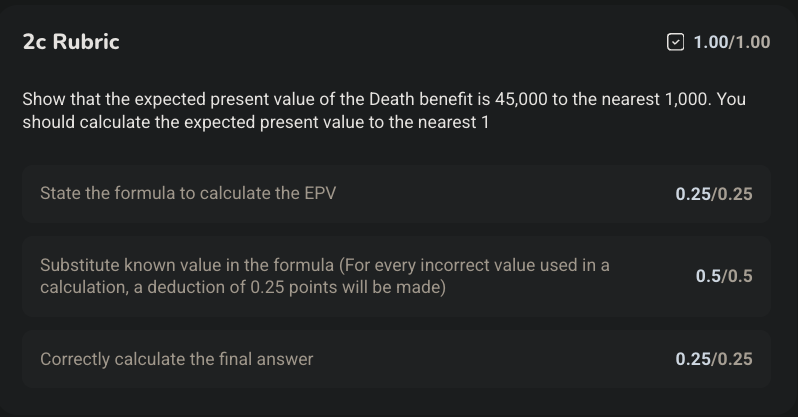 2c Rubric
1.00/1.00
Show that the expected present value of the Death benefit is 45,000 to the nearest 1,000. You
should calculate the expected present value to the nearest 1
State the formula to calculate the EPV
0.25/0.25
Substitute known value in the formula (For every incorrect value used in a
calculation, a deduction of 0.25 points will be made)
0.5/0.5
Correctly calculate the final answer
0.25/0.25